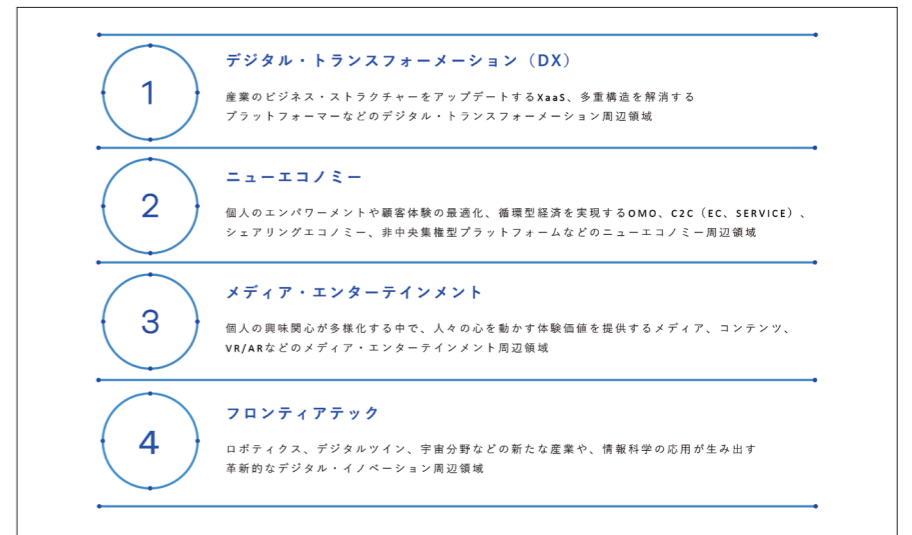 1
デジタル・トランスフォーメーション（DX）
産業のビジネス・ストラクチャーをアップデートするXaaS、多重構造を解消する
プラットフォーマーなどのデジタル・トランスフォーメーション周辺領域
2
ニューエコノミー
個人のエンパワーメントや顧客体験の最適化、循環型経済を実現するOMO、C2C（EC、SERVICE）、
シェアリングエコノミー、非中央集権型プラットフォームなどのニューエコノミー周辺領域
3
メディア・エンターテインメント
個人の興味関心が多様化する中で、人々の心を動かす体験価値を提供するメディア、コンテンツ、
VR/ARなどのメディア・エンターテインメント周辺領域
4
フロンティアテック
ロボティクス、デジタルツイン、宇宙分野などの新たな産業や、情報科学の応用が生み出す
革新的なデジタル・イノベーション周辺領域